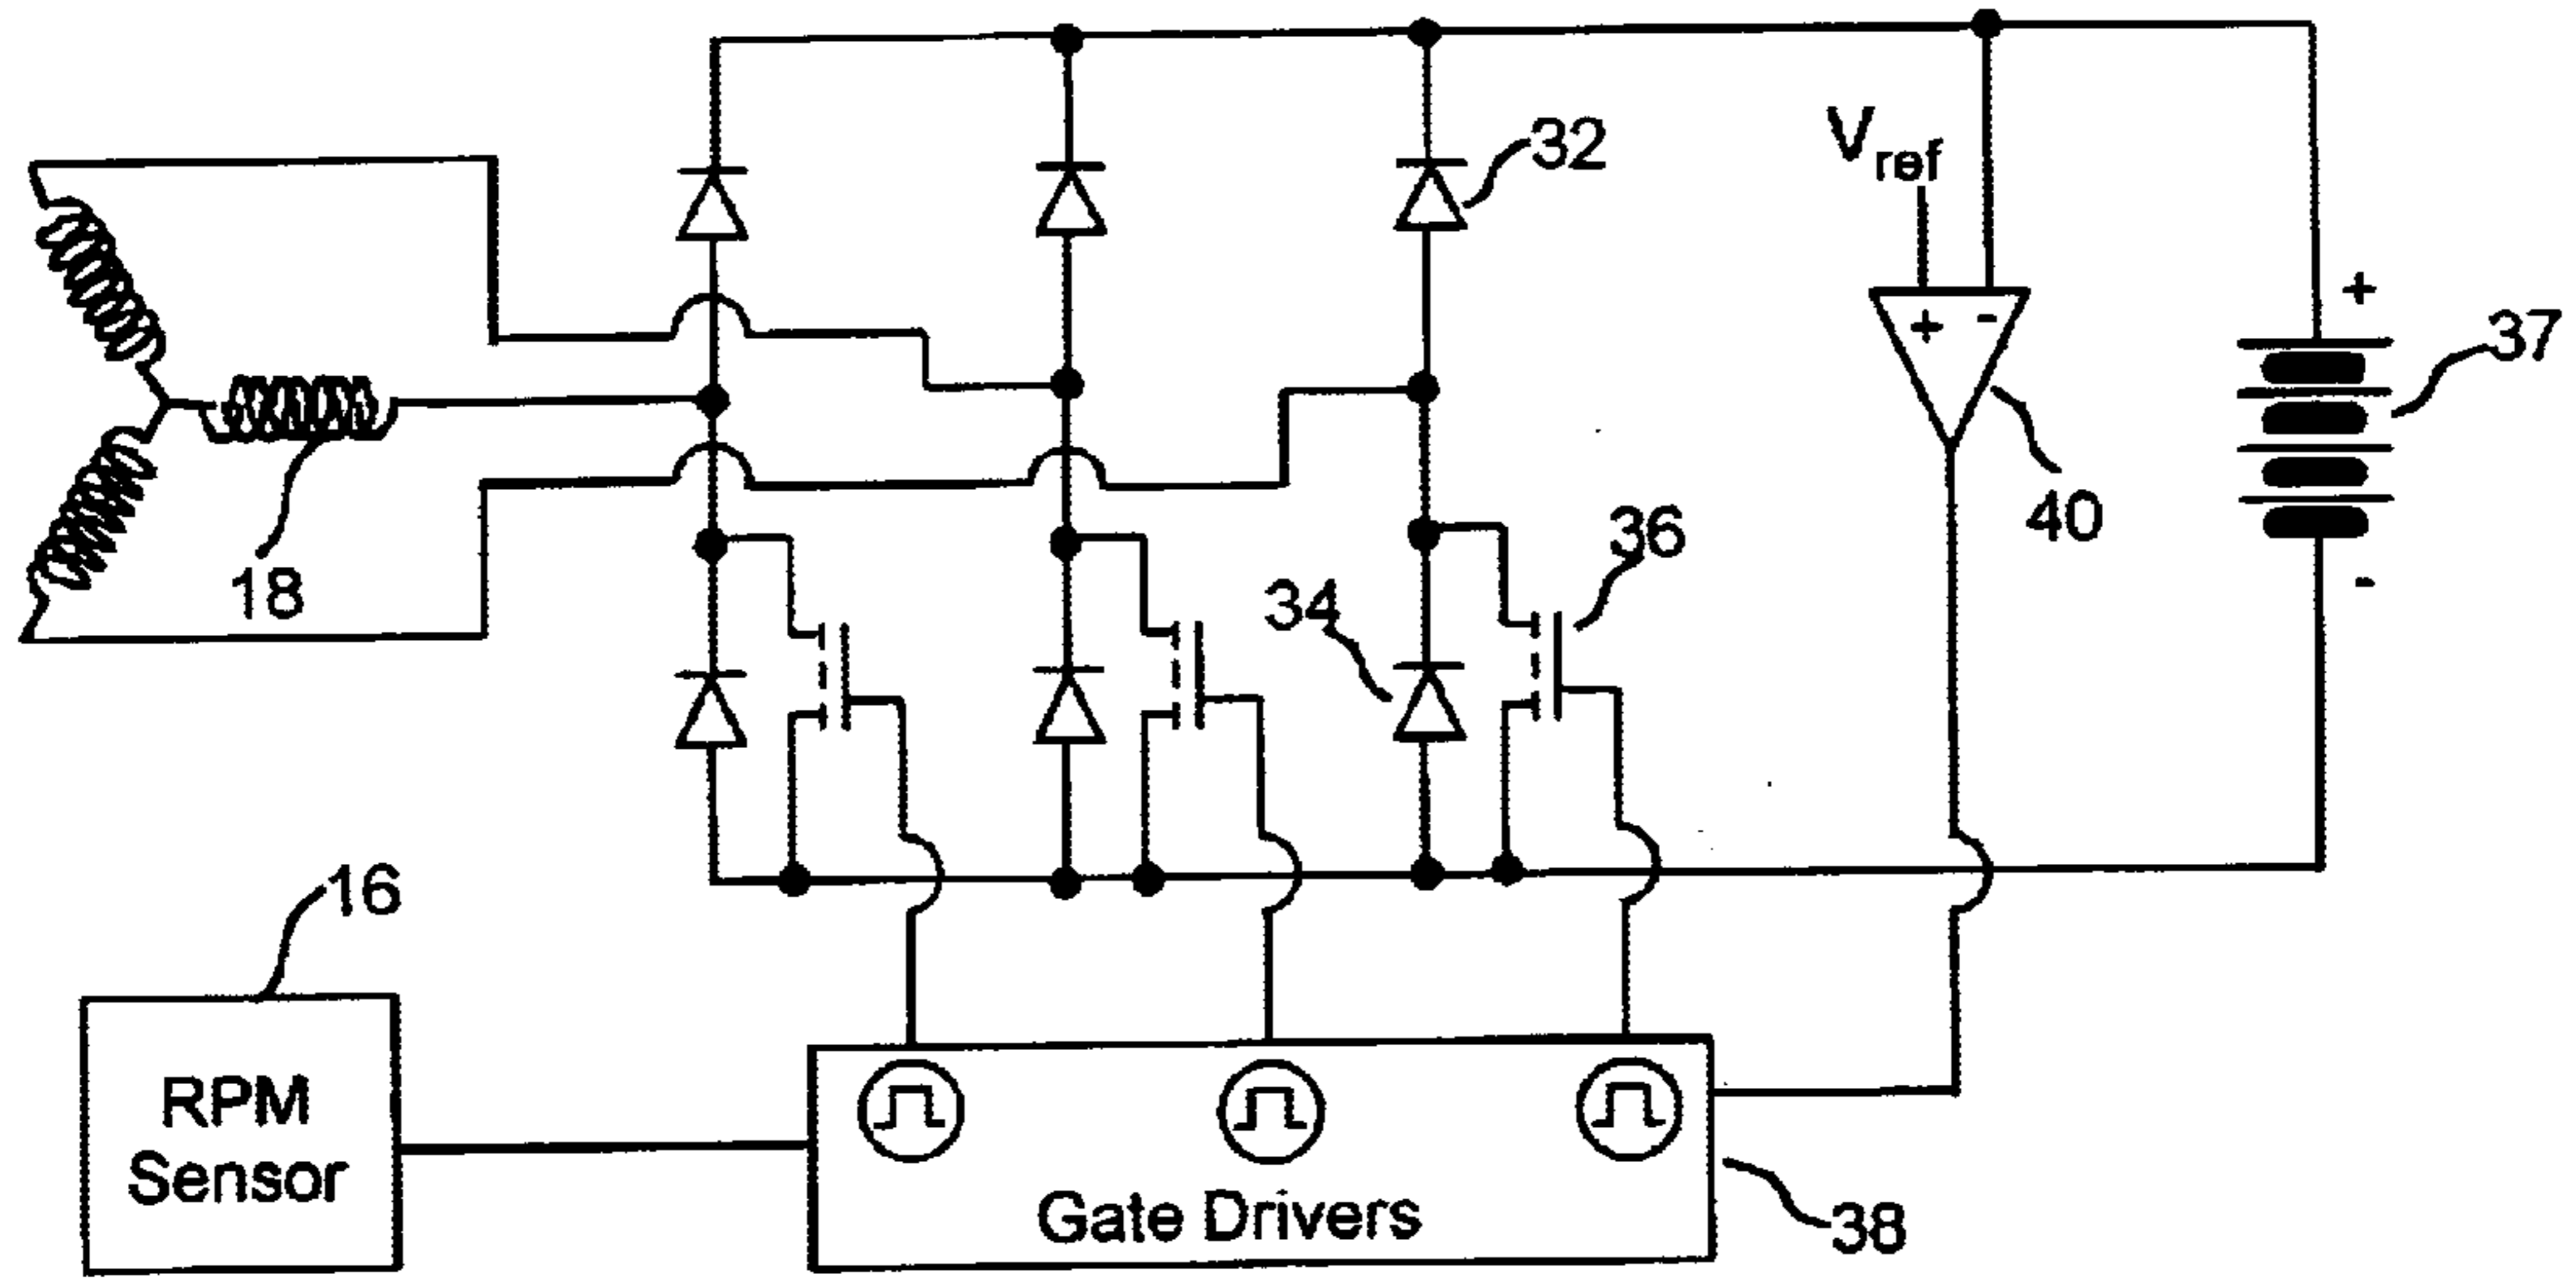 32
V
ref
+ -
+
37
40
36
18
34
-
16
RPM
Sensor
Gate Drivers
38